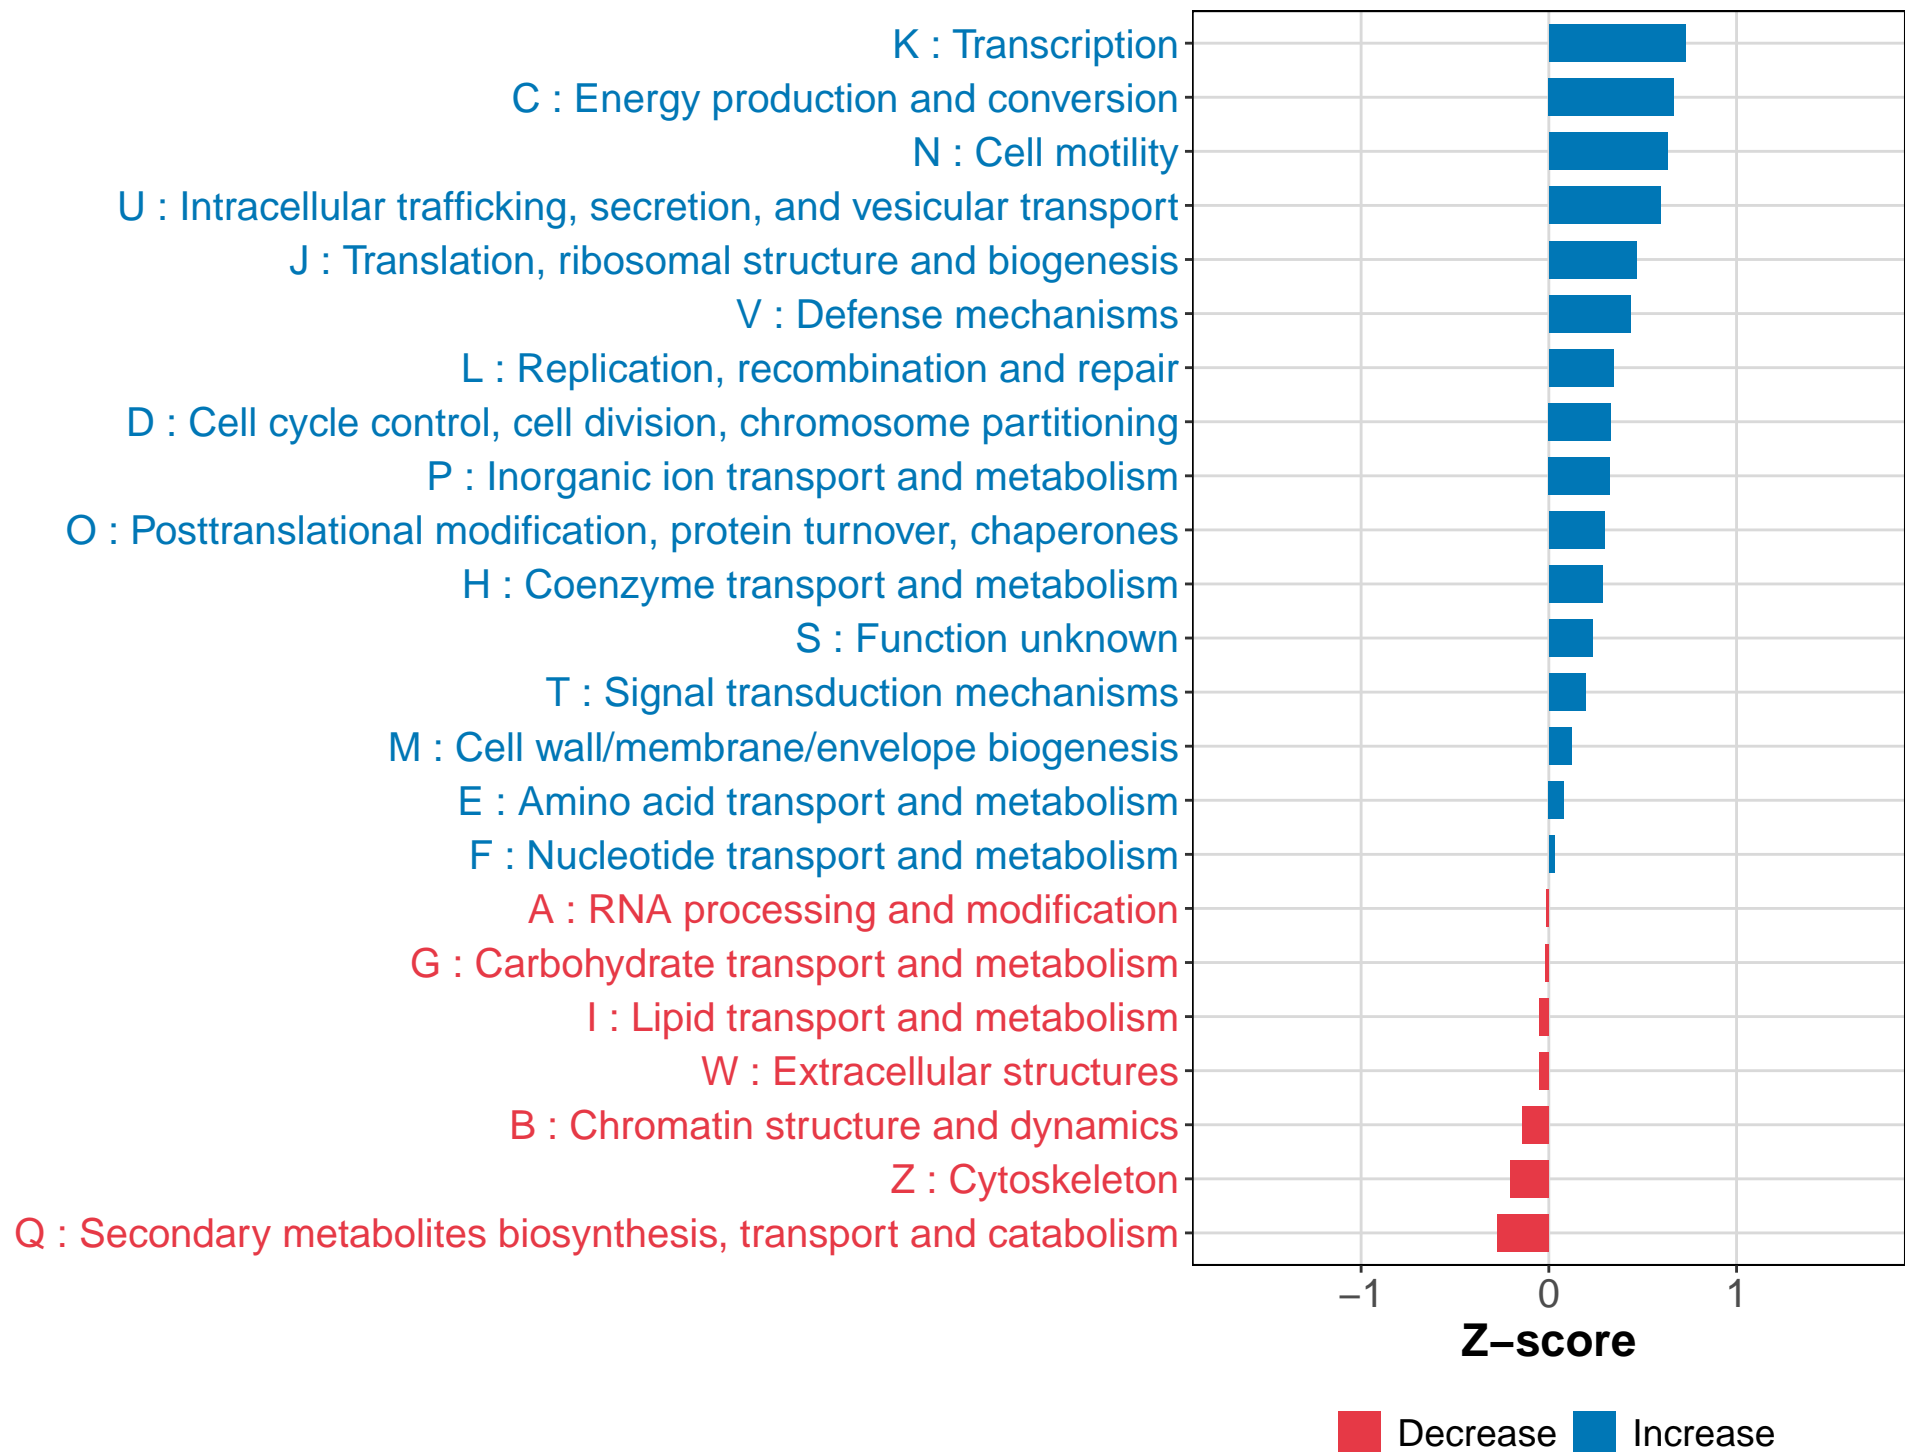 K : Transcription
C : Energy production and conversion
N : Cell motility
U : Intracellular trafficking, secretion, and vesicular transport
J : Translation, ribosomal structure and biogenesis
V : Defense mechanisms
L : Replication, recombination and repair
D : Cell cycle control, cell division, chromosome partitioning
P : Inorganic ion transport and metabolism
O : Posttranslational modification, protein turnover, chaperones
H : Coenzyme transport and metabolism
S : Function unknown
T : Signal transduction mechanisms
M : Cell wall/membrane/envelope biogenesis
E : Amino acid transport and metabolism
F : Nucleotide transport and metabolism
A : RNA processing and modification
G : Carbohydrate transport and metabolism
I : Lipid transport and metabolism
W : Extracellular structures
B : Chromatin structure and dynamics
Z : Cytoskeleton
Q : Secondary metabolites biosynthesis, transport and catabolism
−1 0 1
Z−score
Decrease Increase